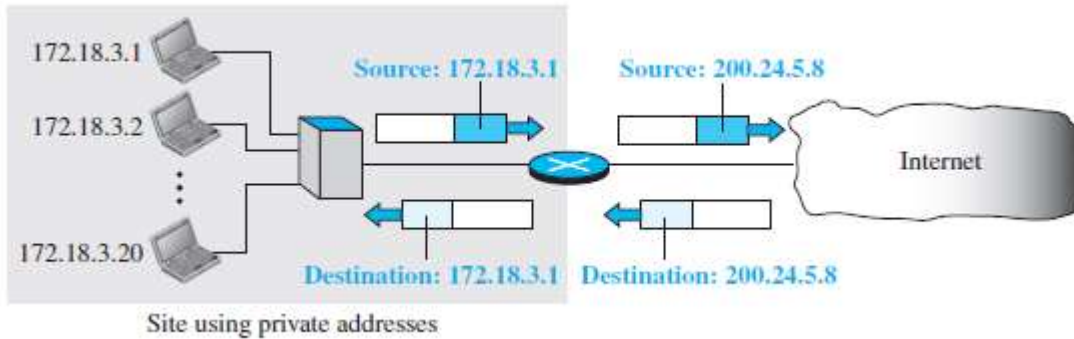 172.18.3.1
Source: 172.18.3.1
Source: 200.24.5.8
172.18.3.2
Internet
172.18.3.20
Destination: 172.18.3.1
Destination: 200.24.5.8
Site using private addresses